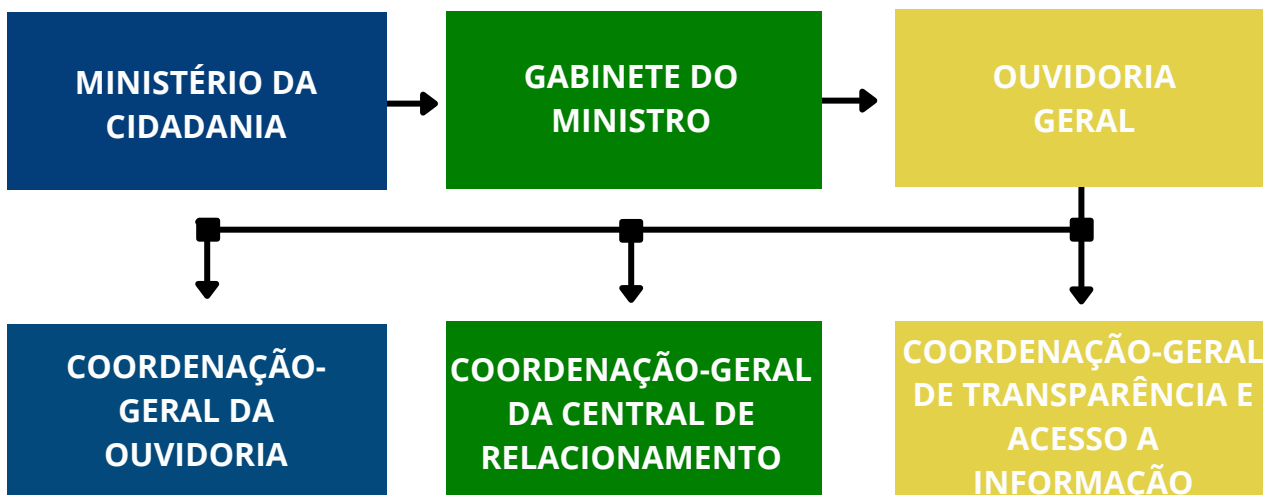 MINISTÉRIO DA
CIDADANIA
GABINETE DO
MINISTRO
OUVIDORIA
GERAL
COORDENAÇÃO-
GERAL DA
OUVIDORIA
COORDENAÇÃO-GERAL
DA CENTRAL DE
RELACIONAMENTO
COORDENAÇÃO-GERAL
DE TRANSPARÊNCIA E
ACESSO A
INFORMAÇÃO